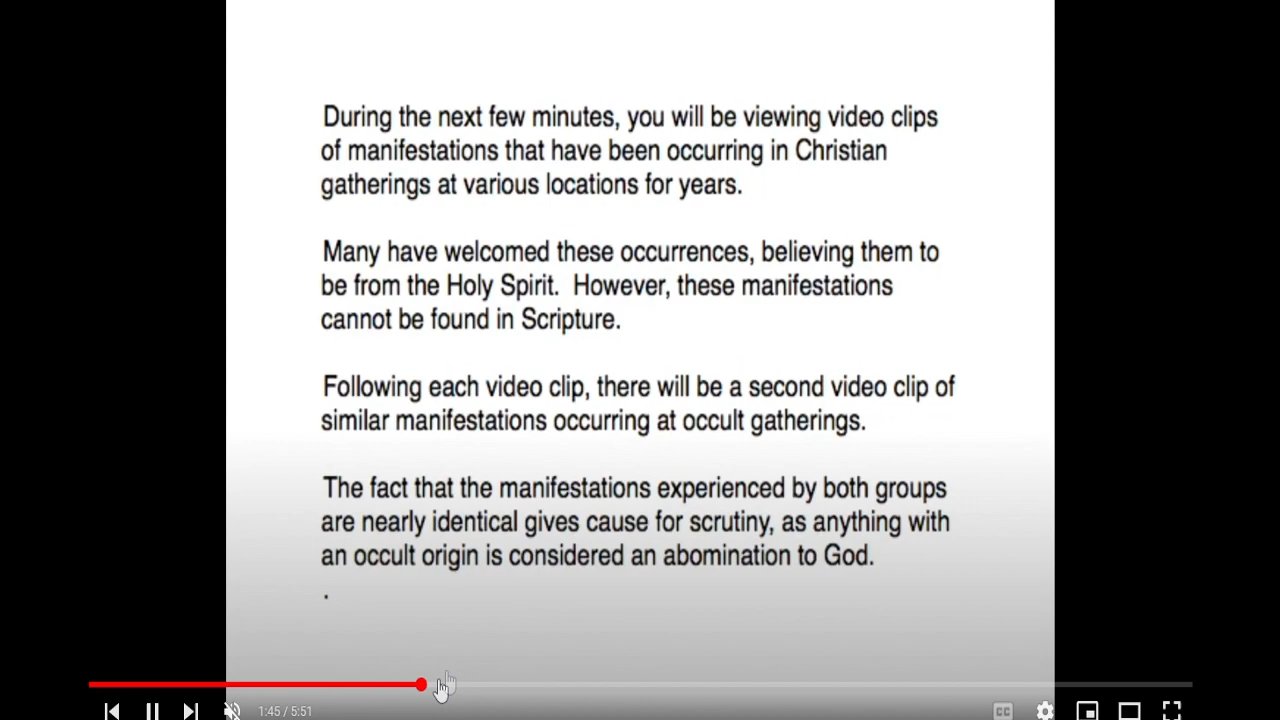 During the next few minutes, you will be viewing video clips
of manifestations that have been occurring in Christian
gatherings at various locations for years.
Many have welcomed these occurrences, believing them to
be from the Holy Spirit.  However, these manifestations
cannot be found in Scripture.
Following each video clip, there will be a second video clip of
similar manifestations occurring at occult gatherings.
The fact that the manifestations experienced by both groups
are nearly identical gives cause for scrutiny, as anything with
an occult origin is considered an abomination to God.
.
1:45 / 5:51
CC